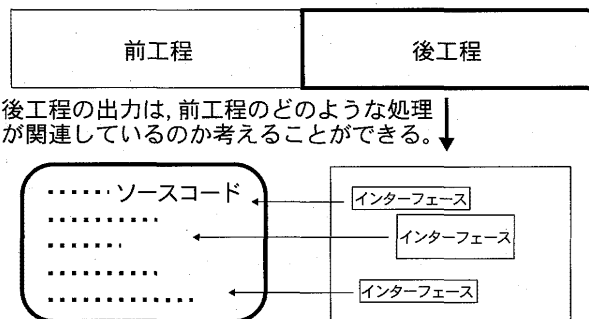 前工程
後工程
後工程の出力は, 前工程のどのような処理
が関連しているのか考えることができる。
ソースコード
インターフェース
インターフェース
インターフェース